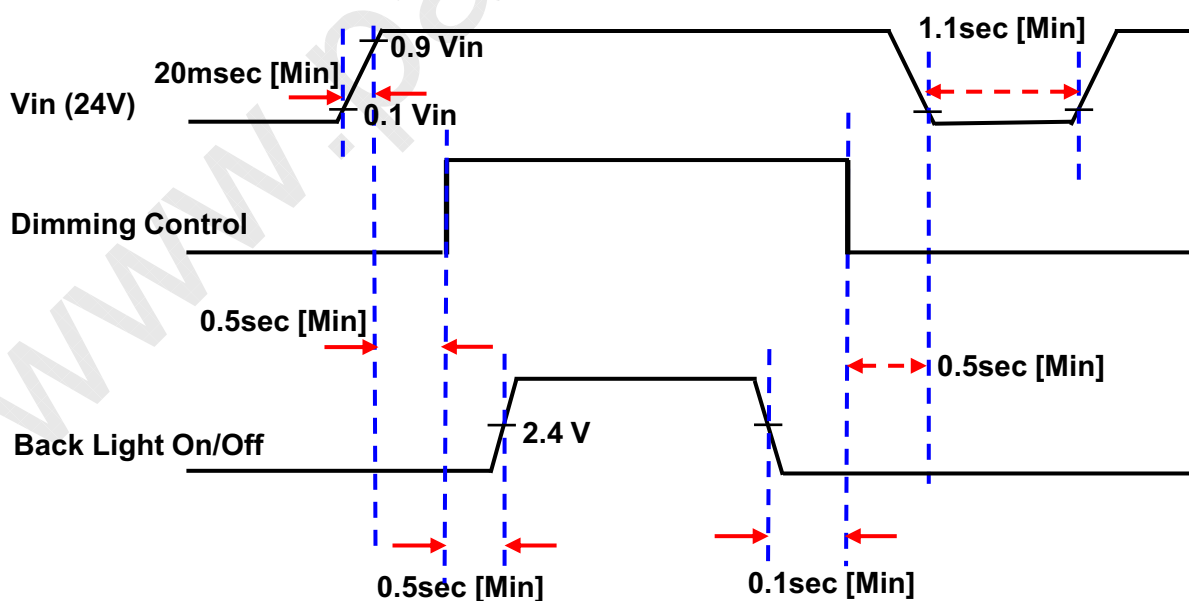 1.1sec [Min]
0.9 Vin
20msec [Min]
Vin (24V)
0.1 Vin
Dimming Control
0.5sec [Min]
0.5sec [Min]
2.4 V
Back Light On/Off
0.5sec [Min]
0.1sec [Min]